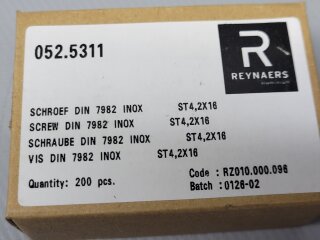 052.5311
R
REYNAERS
SCHROEF DIN 7982 INOX ST4,2X16
SCREW DIN 7982 INOX ST4,2X16
SCHRAUBE DIN 7982 INOX ST4,2X16
VIS DIN 7982 INOX ST4,2X16
Quantity: 200 pcs.
Code : RZ010.000.096
Batch : 0126-02